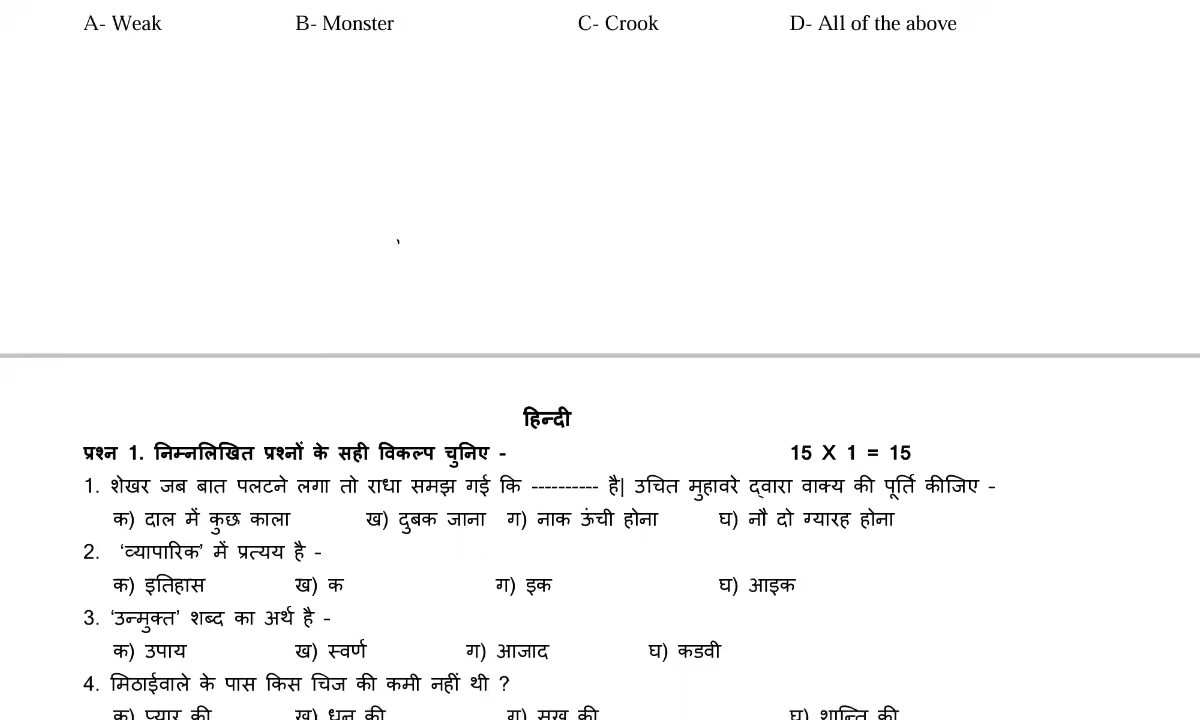 A- Weak B- Monster C- Crook D- All of the above
हिन्दी
प्रश्न 1. निम्नलिखित प्रश्नों के सही विकल्प चुनिए - 15 X 1 = 15
1. शेखर जब बात पलटने लगा तो राधा समझ गई कि ---------- है| उचित मुहावरे द्वारा वाक्य की पूर्ति कीजिए -
क) दाल में कुछ काला ख) दुबक जाना ग) नाक ऊंची होना घ) नौ दो ग्यारह होना
2. ‘व्यापारिक’ में प्रत्यय है -
क) इतिहास ख) क ग) इक घ) आइक
3. ‘उन्मुक्त’ शब्द का अर्थ है -
क) उपाय ख) स्वर्ण ग) आजाद घ) कडवी
4. मिठाईवाले के पास किस चिज की कमी नहीं थी ?
क) प्यार की ख) धन की ग) सुख की घ) शान्ति की